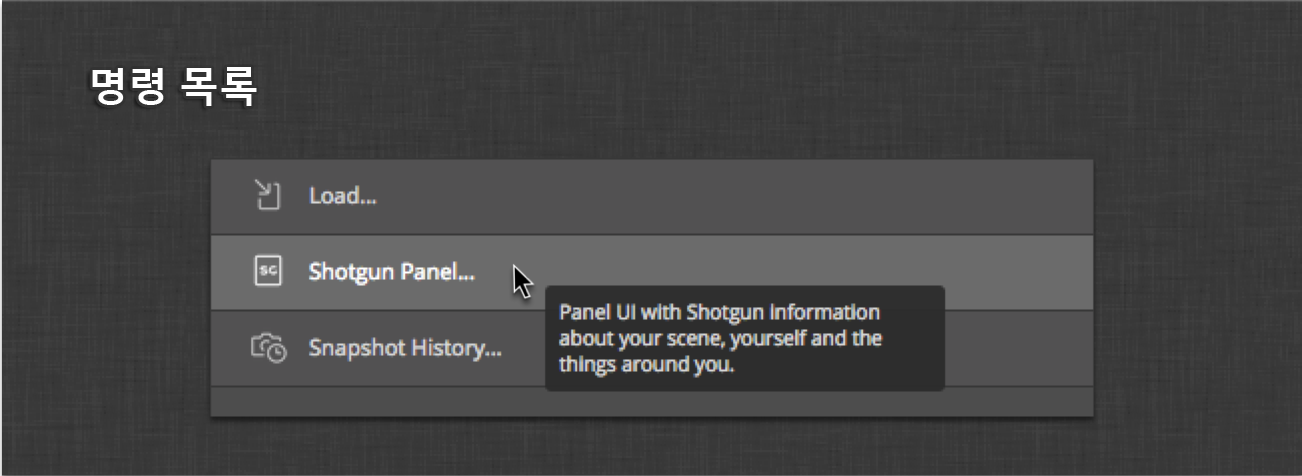 명령 목록
Load...
SG
Shotgun Panel...
Panel UI with Shotgun information
about your scene, yourself and the
things around you.
Snapshot History...